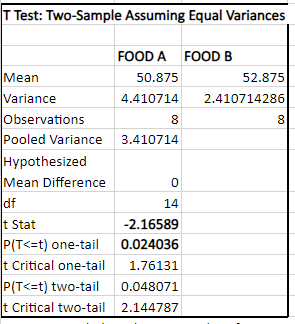 T Test: Two-Sample Assuming Equal Variances
FOOD A FOOD B
Mean 50.875 52.875
Variance 4.410714 2.410714286
Observations 8 8
Pooled Variance 3.410714
Hypothesized
Mean Difference 0
df 14
t Stat -2.16589
P(T<=t) one-tail 0.024036
t Critical one-tail 1.76131
P(T<=t) two-tail 0.048071
t Critical two-tail 2.144787